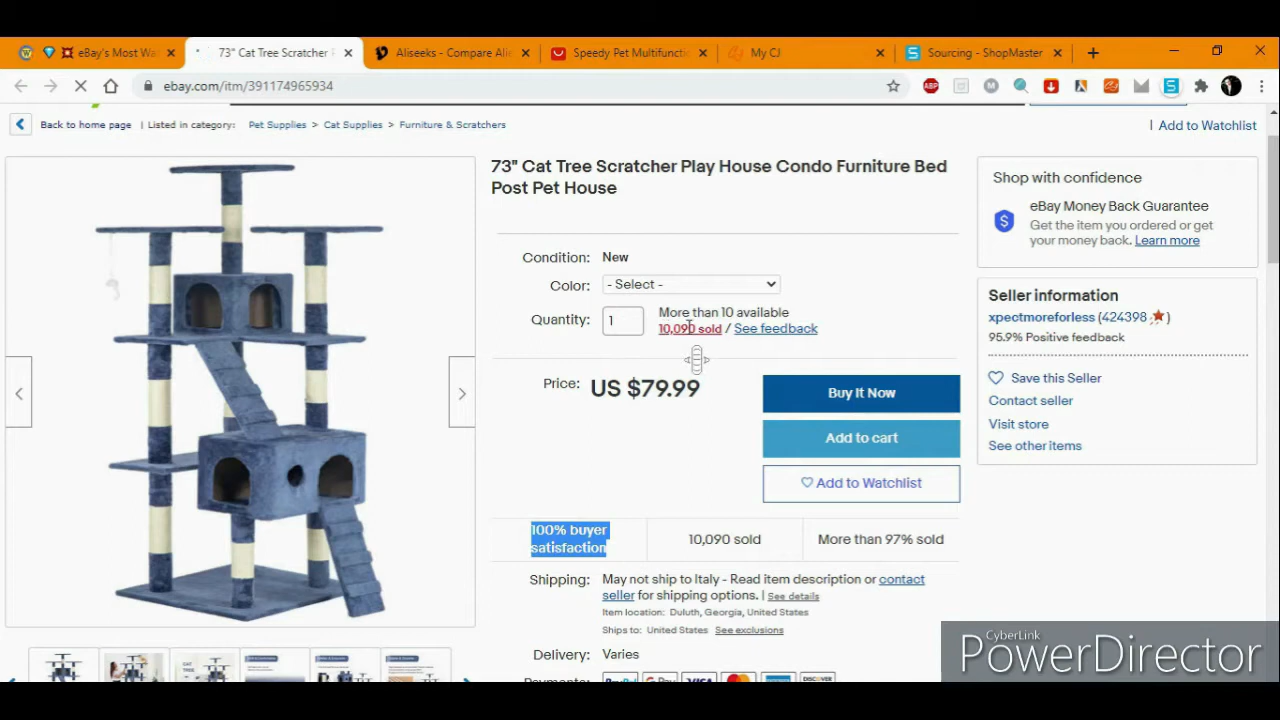 eBay's Most Wa
73" Cat Tree Scratcher
Aliseeks - Compare Alie
Speedy Pet Multifuncti
My CJ
Sourcing - ShopMaster
ebay.com/itm/391174965934
ABP
Back to home page | Listed in category: Pet Supplies > Cat Supplies > Furniture & Scratchers
| Add to Watchlist
73" Cat Tree Scratcher Play House Condo Furniture Bed
Post Pet House
Condition: New
Color: - Select -
Quantity: 1
More than 10 available
10,090 sold / See feedback
Price: US $79.99
Buy It Now
Add to cart
Add to Watchlist
100% buyer
satisfaction
10,090 sold
More than 97% sold
Shipping: May not ship to Italy - Read item description or contact
seller for shipping options. | See details
Item location: Duluth, Georgia, United States
Ships to: United States See exclusions
Delivery: Varies
Shop with confidence
eBay Money Back Guarantee
Get the item you ordered or get
your money back. Learn more
Seller information
xpectmoreforless (424398 )
95.9% Positive feedback
Save this Seller
Contact seller
Visit store
See other items
CyberLink
PowerDirector